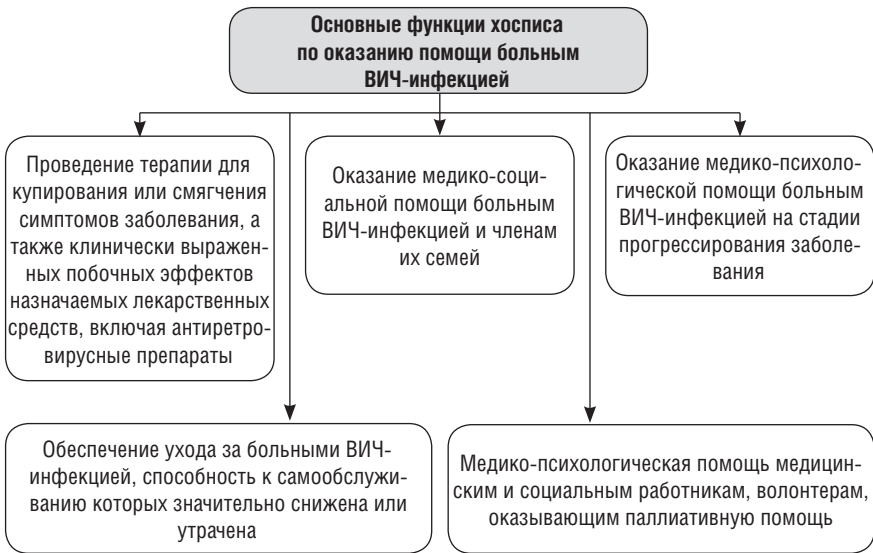 Основные функции хосписа
по оказанию помощи больным
ВИЧ-инфекцией
Проведение терапии для
купирования или смягчения
симптомов заболевания, а
также клинически выражен-
ных побочных эффектов
назначаемых лекарственных
средств, включая антиретро-
вирусные препараты
Оказание медико-соци-
альной помощи больным
ВИЧ-инфекцией и членам
их семей
Оказание медико-психоло-
гической помощи больным
ВИЧ-инфекцией на стадии
прогрессирования заболе-
вания
Обеспечение ухода за больными ВИЧ-
инфекцией, способность к самообслужи-
ванию которых значительно снижена или
утрачена
Медико-психологическая помощь медицин-
ским и социальным работникам, волонтерам,
оказывающим паллиативную помощь